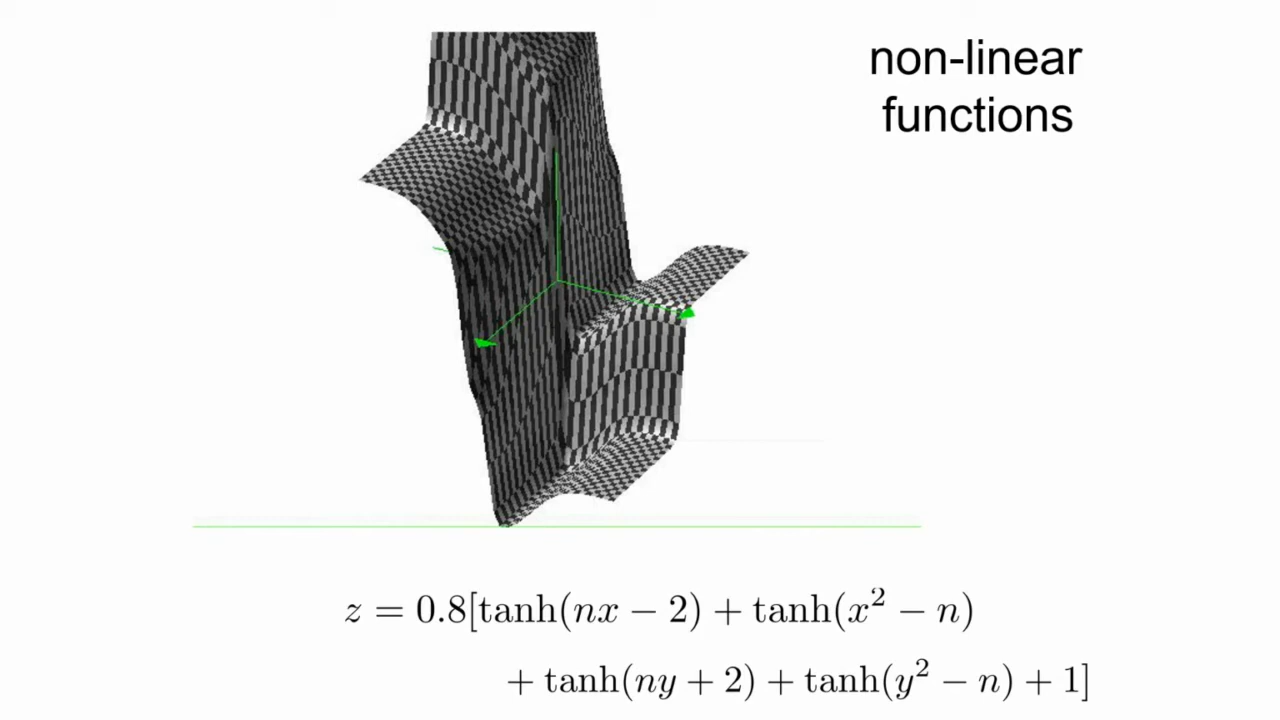 non-linear
functions
z = 0.8[tanh(nx − 2) + tanh(x² − n)
+ tanh(ny + 2) + tanh(y² − n) + 1]